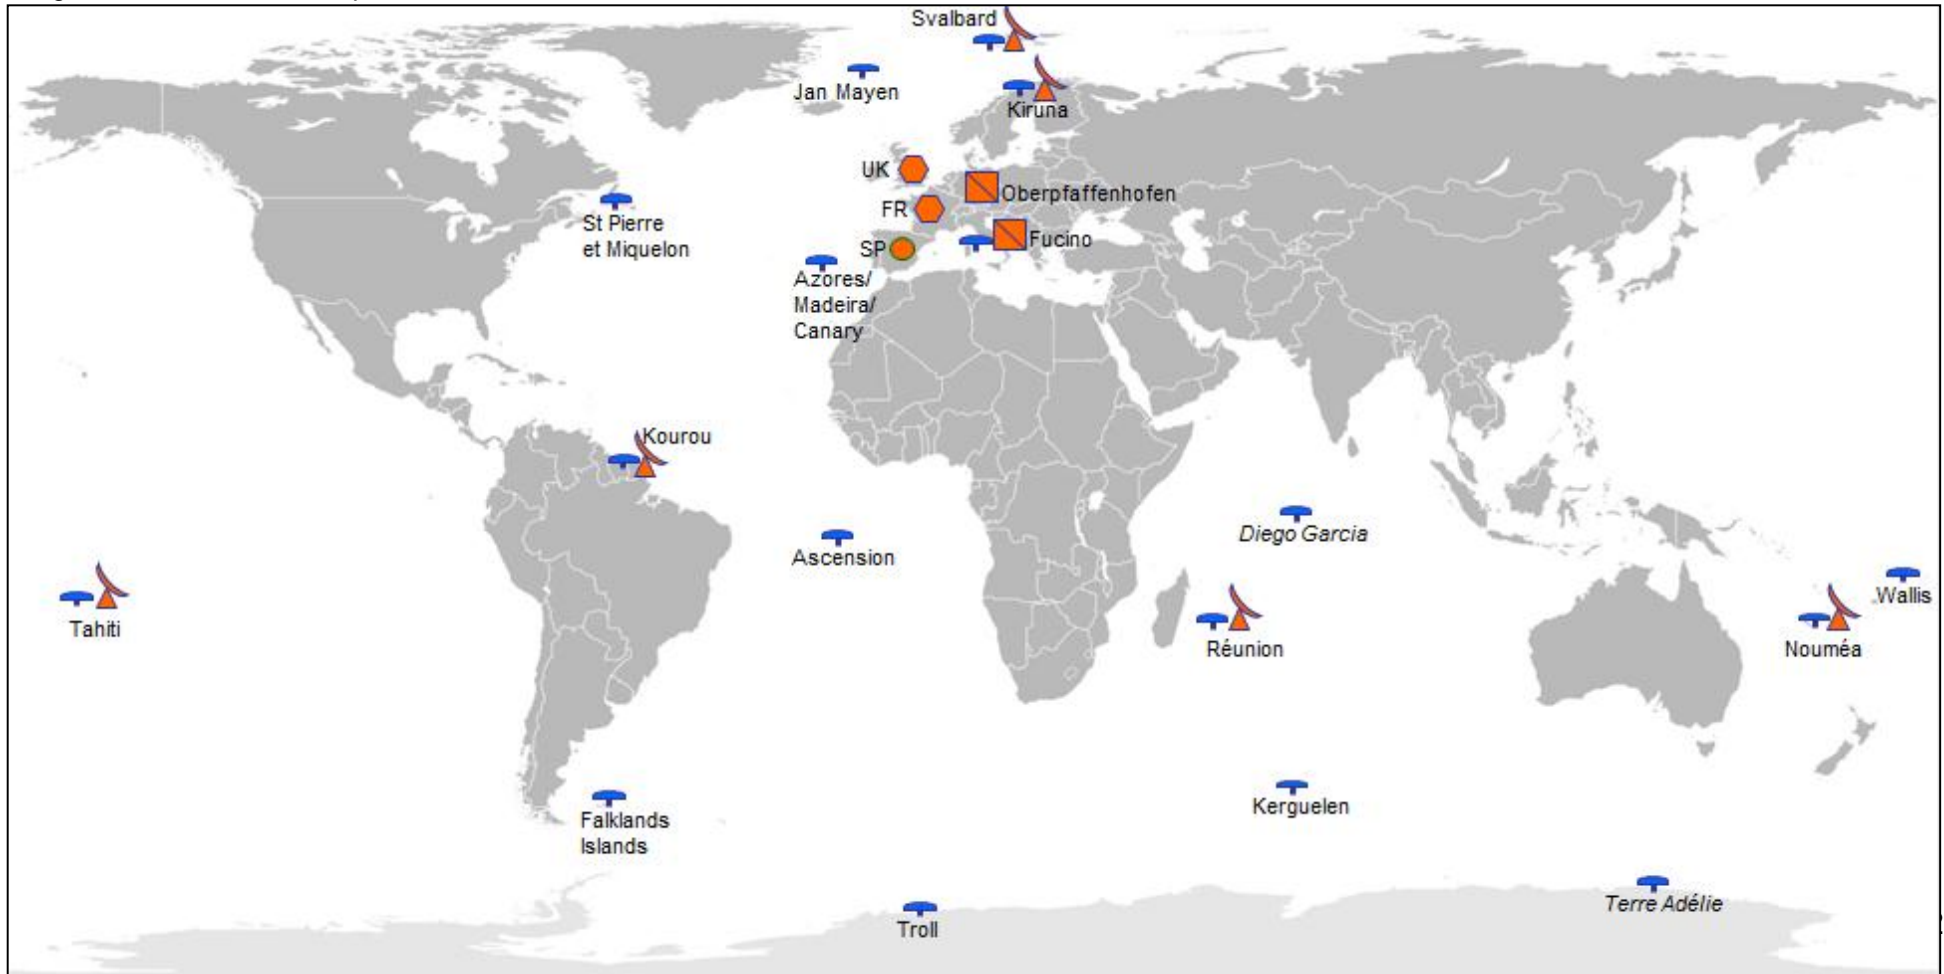 Svalbard
Jan Mayen
Kiruna
UK
Oberpfaffenhofen
FR
St Pierre
et Miquelon
SP
Fucino
Azores/
Madeira/
Canary
Kourou
Diego Garcia
Ascension
Wallis
Tahiti
Réunion
Nouméa
Kerguelen
Falklands
Islands
Terre Adélie
Troll